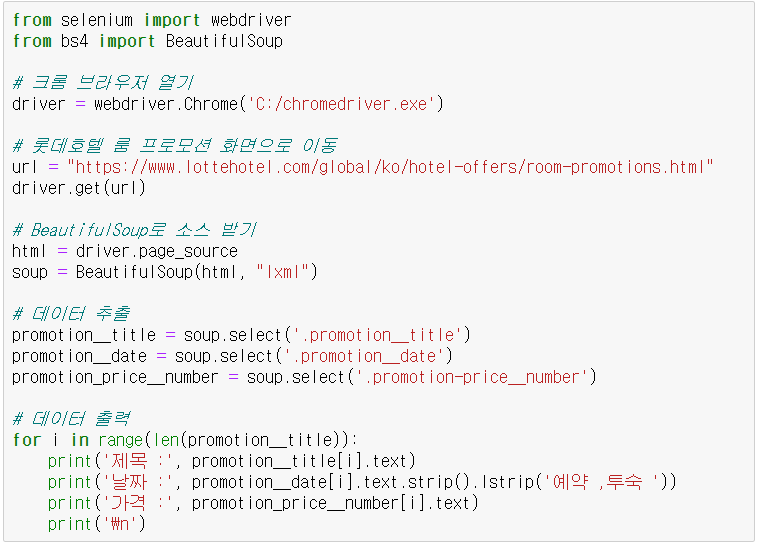 from selenium import webdriver
from bs4 import BeautifulSoup
# 크롬 브라우저 열기
driver = webdriver.Chrome('C:/chromedriver.exe')
# 롯데호텔 룸 프로모션 화면으로 이동
url = "https://www.lottehotel.com/global/ko/hotel-offers/room-promotions.html"
driver.get(url)
# BeautifulSoup로 소스 받기
html = driver.page_source
soup = BeautifulSoup(html, "lxml")
# 데이터 추출
promotion__title = soup.select('.promotion__title')
promotion__date = soup.select('.promotion__date')
promotion_price__number = soup.select('.promotion-price__number')
# 데이터 출력
for i in range(len(promotion__title)):
    print('제목 :', promotion__title[i].text)
    print('날짜 :', promotion__date[i].text.strip().lstrip('예약 ,투숙 '))
    print('가격 :', promotion_price__number[i].text)
    print('₩n')